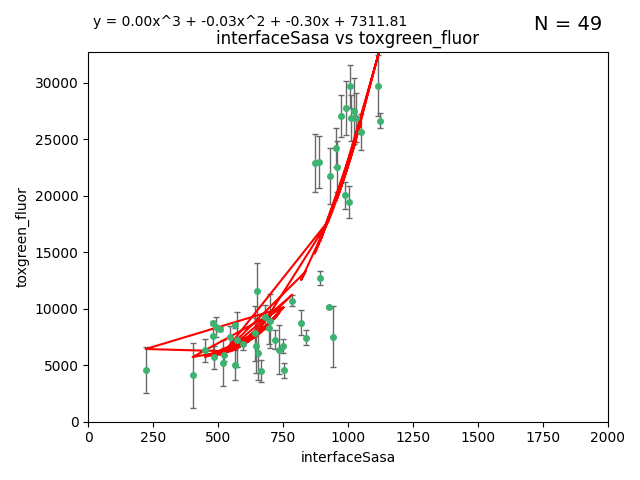 y = 0.00x^3 + -0.03x^2 + -0.30x + 7311.81
N = 49
interfaceSasa vs toxgreen_fluor
30000
25000
20000
15000
10000
5000
0
toxgreen_fluor
0 250 500 750 1000 1250 1500 1750 2000
interfaceSasa